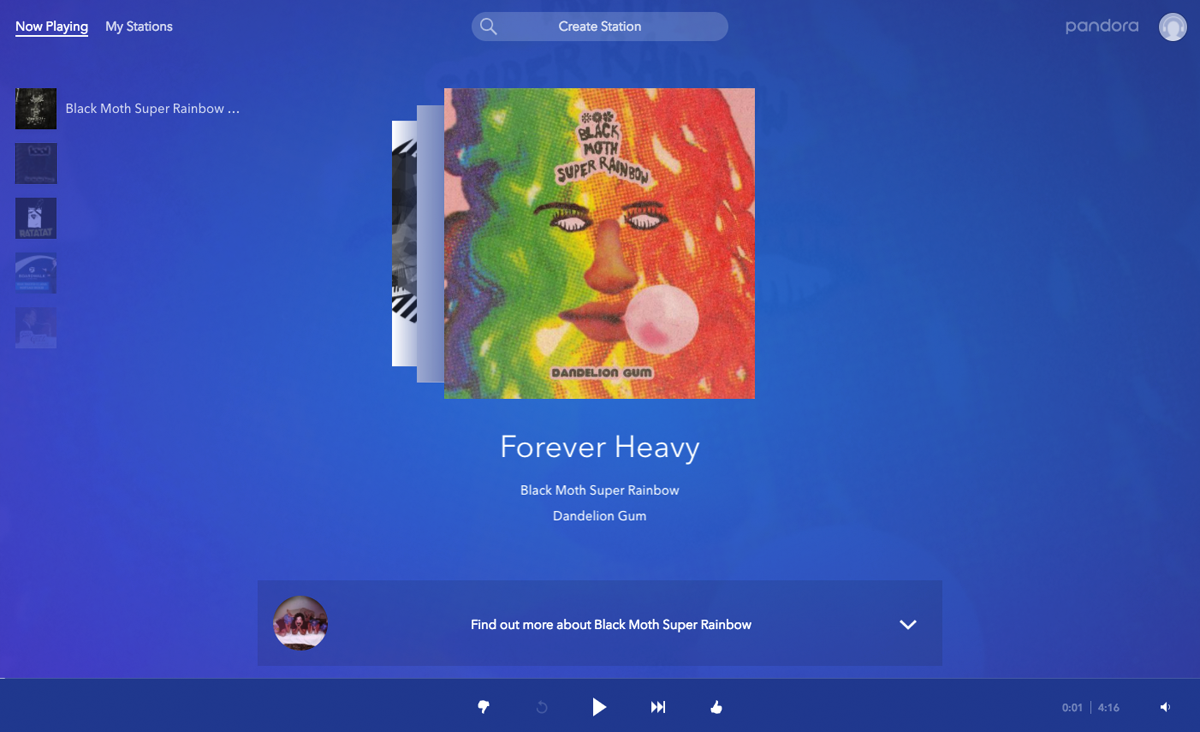 Now Playing My Stations Create Station pandora
Black Moth Super Rainbow ...
RATATAT
BLACK
MOTH
SUPER RAINBOW
DANDELION GUM
Forever Heavy
Black Moth Super Rainbow
Dandelion Gum
Find out more about Black Moth Super Rainbow
0:01 | 4:16